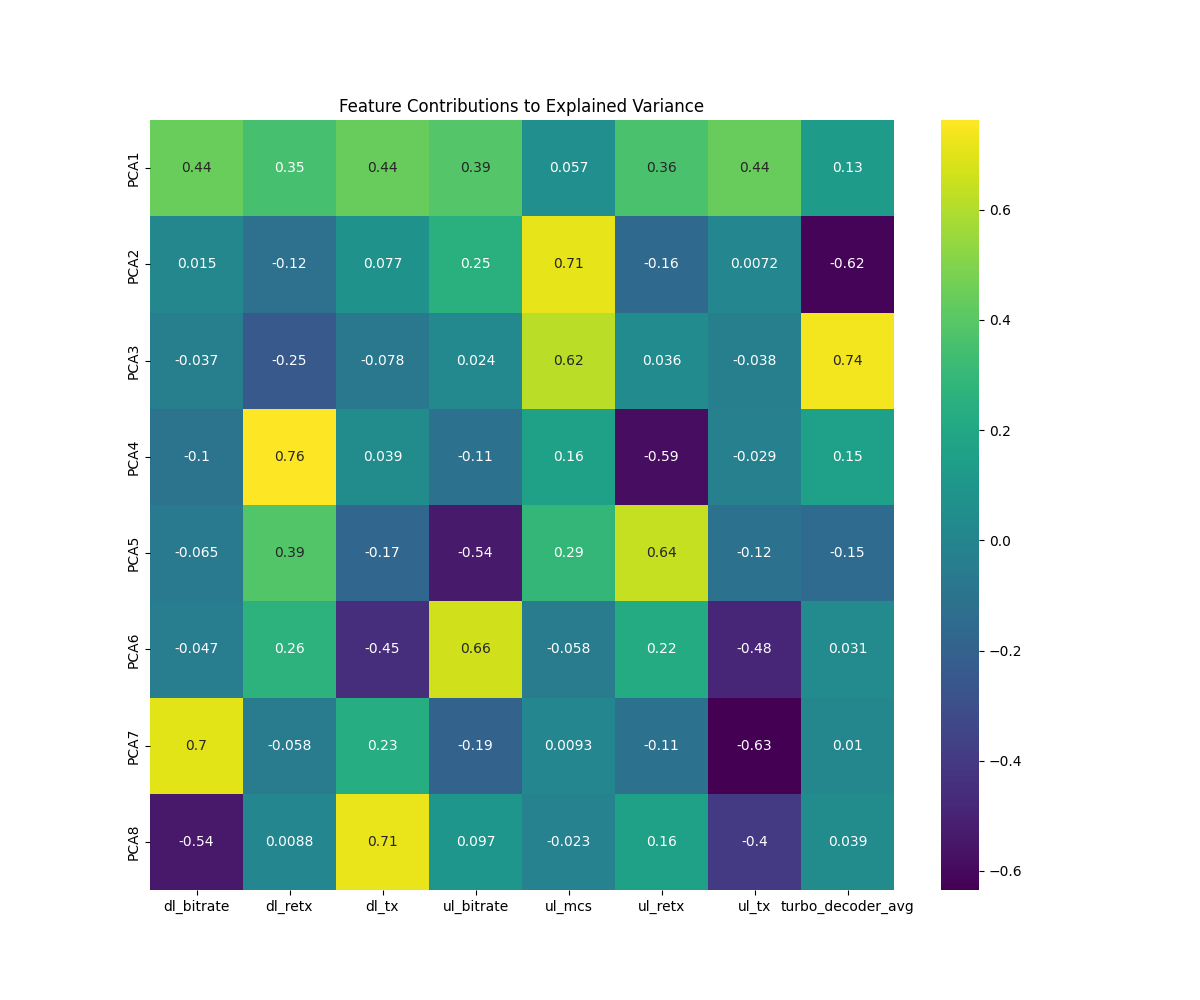 Feature Contributions to Explained Variance
PCA1 0.44 0.35 0.44 0.39 0.057 0.36 0.44 0.13
PCA2 0.015 -0.12 0.077 0.25 0.71 -0.16 0.0072 -0.62
PCA3 -0.037 -0.25 -0.078 0.024 0.62 0.036 -0.038 0.74
PCA4 -0.1 0.76 0.039 -0.11 0.16 -0.59 -0.029 0.15
PCA5 -0.065 0.39 -0.17 -0.54 0.29 0.64 -0.12 -0.15
PCA6 -0.047 0.26 -0.45 0.66 -0.058 0.22 -0.48 0.031
PCA7 0.7 -0.058 0.23 -0.19 0.0093 -0.11 -0.63 0.01
PCA8 -0.54 0.0088 0.71 0.097 -0.023 0.16 -0.4 0.039
dl_bitrate dl_retx dl_tx ul_bitrate ul_mcs ul_retx ul_tx turbo_decoder_avg
0.6
0.4
0.2
0.0
−0.2
−0.4
−0.6